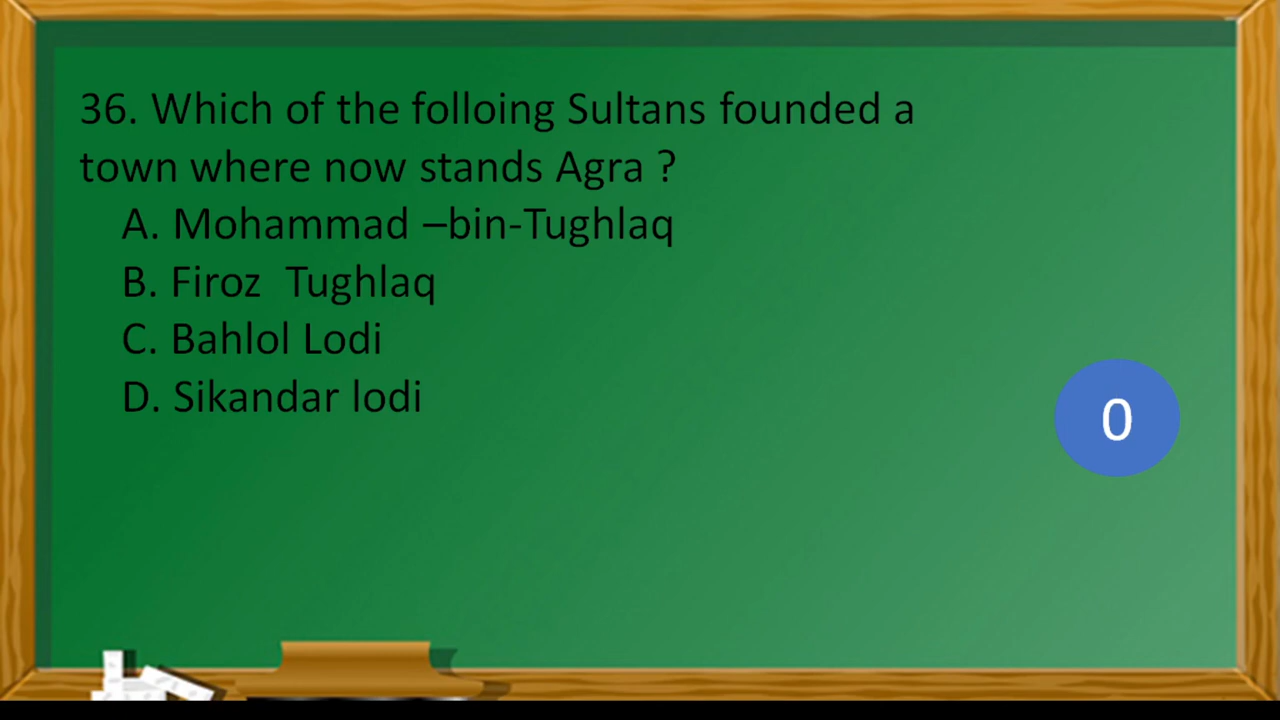 36. Which of the folloing Sultans founded a
town where now stands Agra ?
A. Mohammad –bin-Tughlaq
B. Firoz  Tughlaq
C. Bahlol Lodi
D. Sikandar lodi
0